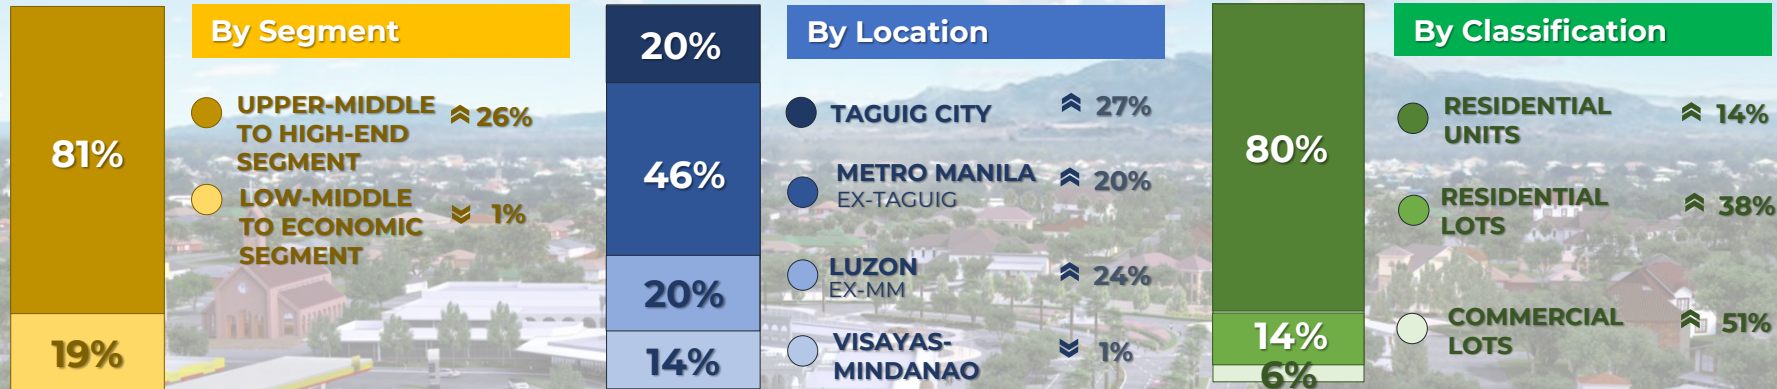 By Segment
81%
19%
UPPER-MIDDLE
TO HIGH-END
SEGMENT
26%
LOW-MIDDLE
TO ECONOMIC
SEGMENT
1%
By Location
20%
46%
20%
14%
TAGUIG CITY
27%
METRO MANILA
EX-TAGUIG
20%
LUZON
EX-MM
24%
VISAYAS-
MINDANAO
1%
By Classification
80%
14%
6%
RESIDENTIAL
UNITS
14%
RESIDENTIAL
LOTS
38%
COMMERCIAL
LOTS
51%